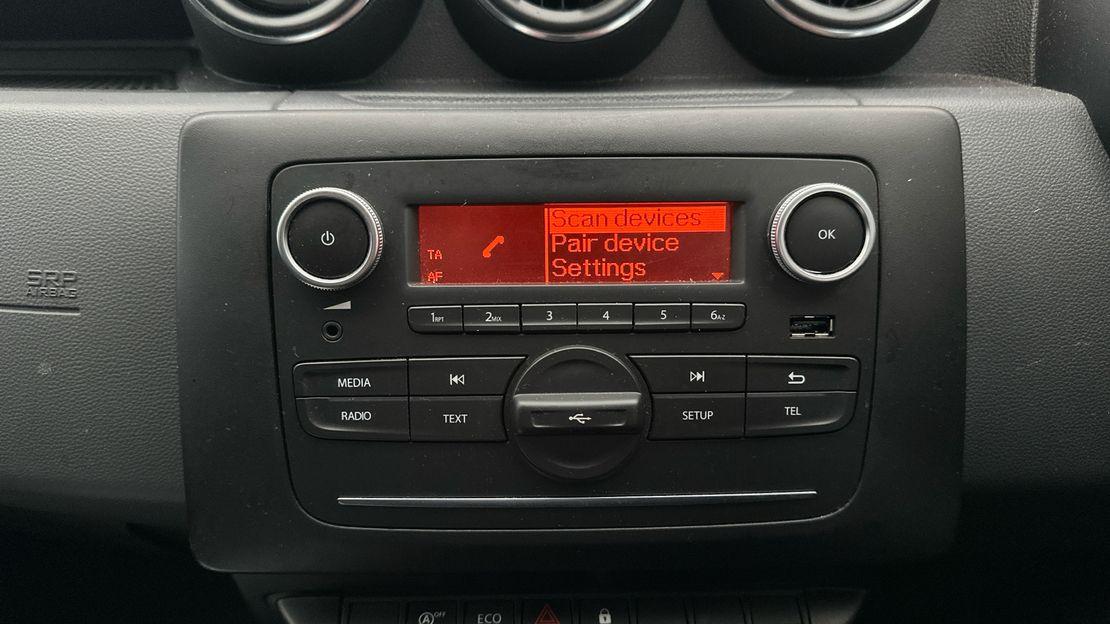 Scan devices
Pair device
Settings
TA
AF
OK
SRP
AIRBAG
1RPT
2MIX
3
4
5
6A-Z
MEDIA
RADIO
TEXT
SETUP
TEL
A OFF
ECO